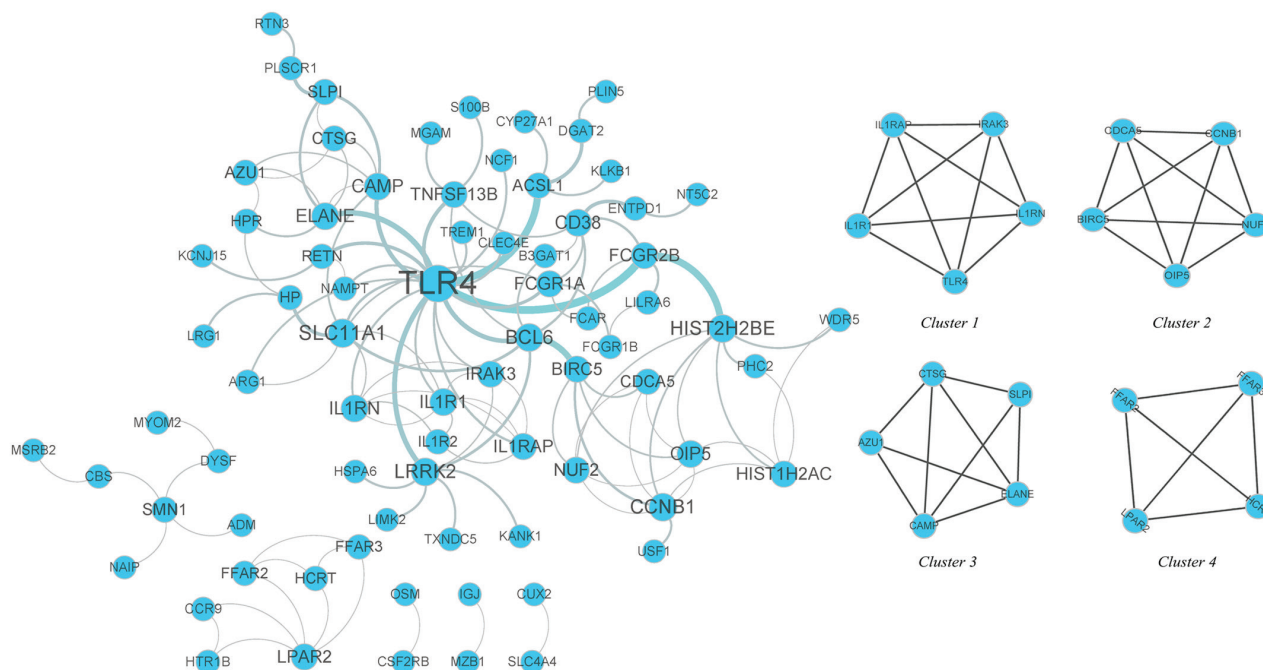 RTN3
PLSCR1
SLPI
CTSG
AZU1
CAMP
ELANE
HPR
KCNJ15
RETN
NAMPT
HP
LRG1
SLC11A1
ARG1
MGAM
S100B
TNFSF13B
NCF1
CYP27A1
PLIN5
DGAT2
KLKB1
ACSL1
TREM1
CLEC4E
CD38
ENTPD1
NT5C2
B3GAT1
FCGR2B
TLR4
FCGR1A
LILRA6
FCAR
FCGR1B
BCL6
HIST2H2BE
WDR5
PHC2
BIRC5
CDCA5
IRAK3
IL1RN
IL1R1
IL1R2
IL1RAP
LRRK2
HSPA6
LIMK2
TXNDC5
KANK1
NUF2
OIP5
HIST1H2AC
CCNB1
USF1
MYOM2
MSRB2
DYSF
CBS
SMN1
ADM
NAIP
FFAR3
FFAR2
HCRT
CCR9
HTR1B
LPAR2
OSM
CSF2RB
IGJ
MZB1
CUX2
SLC4A4
IL1RAP
IRAK3
IL1R1
IL1RN
TLR4
Cluster 1
CDCA5
CCNB1
BIRC5
NUF
OIP5
Cluster 2
CTSG
SLPI
AZU1
ELANE
CAMP
Cluster 3
FFAR2
FFAR3
LPAR2
HCR
Cluster 4